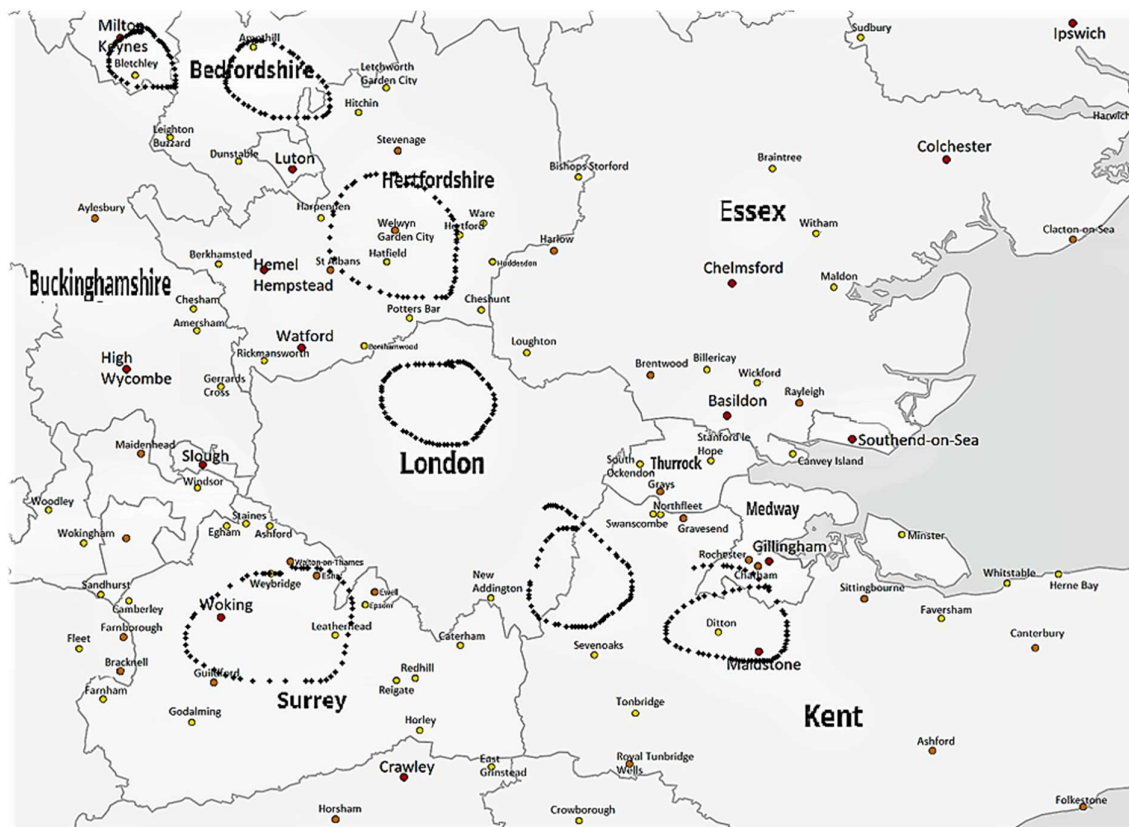 Milton
Keynes
Bletchley
Ampthill
Bedfordshire
Letchworth
Garden City
Hitchin
Sudbury
Ipswich
Harwich
Leighton
Buzzard
Dunstable
Luton
Stevenage
Hertfordshire
Bishops Storford
Braintree
Colchester
Aylesbury
Harpenden
Welwyn
Garden City
Hertford
Ware
Essex
Witham
Clacton-on-Sea
Berkhamsted
Hemel
Hempstead
St Albans
Hatfield
Hoddesdon
Harlow
Chelmsford
Maldon
Buckinghamshire
Chesham
Amersham
Potters Bar
Cheshunt
Watford
Borehamwood
Loughton
Rickmansworth
High
Wycombe
Gerrards
Cross
Brentwood
Billericay
Wickford
Rayleigh
Basildon
Maidenhead
Slough
Windsor
London
South
Ockendon
Thurrock
Stanford le
Hope
Canvey Island
Southend-on-Sea
Grays
Woodley
Wokingham
Staines
Egham
Ashford
Northfleet
Swanscombe
Gravesend
Medway
Minster
Walton-on-Thames
Weybridge
Ewell
Epsom
New
Addington
Rochester
Gillingham
Chatham
Sittingbourne
Whitstable
Herne Bay
Sandhurst
Camberley
Woking
Leatherhead
Caterham
Ditton
Faversham
Canterbury
Fleet
Farnborough
Bracknell
Guildford
Redhill
Reigate
Sevenoaks
Maidstone
Farnham
Surrey
Godalming
Horley
Tonbridge
Kent
Crawley
East
Grinstead
Royal Tunbridge
Wells
Ashford
Horsham
Crowborough
Folkestone